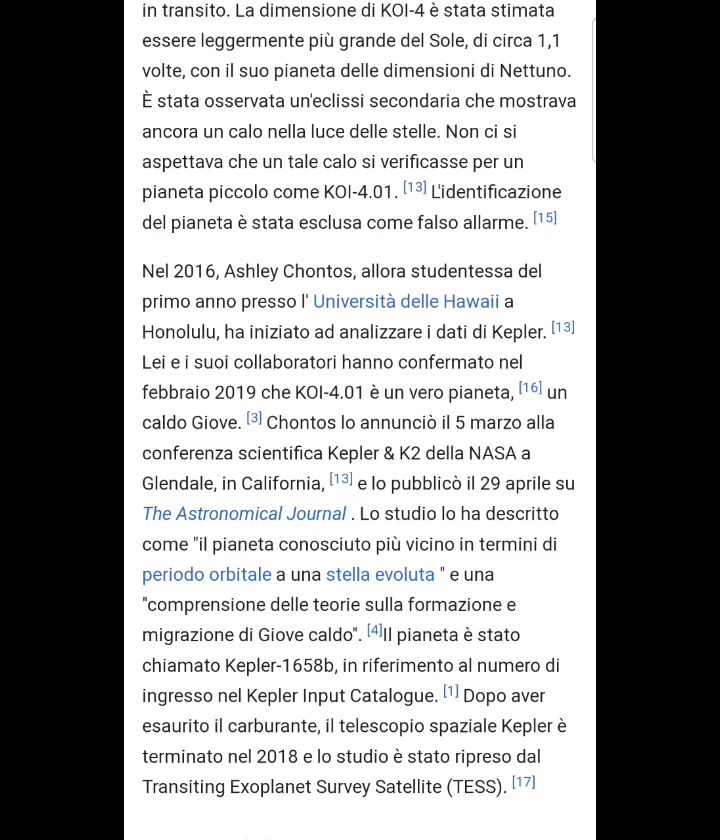 in transito. La dimensione di KOI-4 è stata stimata
essere leggermente più grande del Sole, di circa 1,1
volte, con il suo pianeta delle dimensioni di Nettuno.
È stata osservata un'eclissi secondaria che mostrava
ancora un calo nella luce delle stelle. Non ci si
aspettava che un tale calo si verificasse per un
pianeta piccolo come KOI-4.01. [13] L'identificazione
del pianeta è stata esclusa come falso allarme. [15]
Nel 2016, Ashley Chontos, allora studentessa del
primo anno presso l' Università delle Hawaii a
Honolulu, ha iniziato ad analizzare i dati di Kepler. [13]
Lei e i suoi collaboratori hanno confermato nel
febbraio 2019 che KOI-4.01 è un vero pianeta, [16] un
caldo Giove. [3] Chontos lo annunciò il 5 marzo alla
conferenza scientifica Kepler & K2 della NASA a
Glendale, in California, [13] e lo pubblicò il 29 aprile su
The Astronomical Journal . Lo studio lo ha descritto
come "il pianeta conosciuto più vicino in termini di
periodo orbitale a una stella evoluta " e una
"comprensione delle teorie sulla formazione e
migrazione di Giove caldo". [4]Il pianeta è stato
chiamato Kepler-1658b, in riferimento al numero di
ingresso nel Kepler Input Catalogue. [1] Dopo aver
esaurito il carburante, il telescopio spaziale Kepler è
terminato nel 2018 e lo studio è stato ripreso dal
Transiting Exoplanet Survey Satellite (TESS). [17]